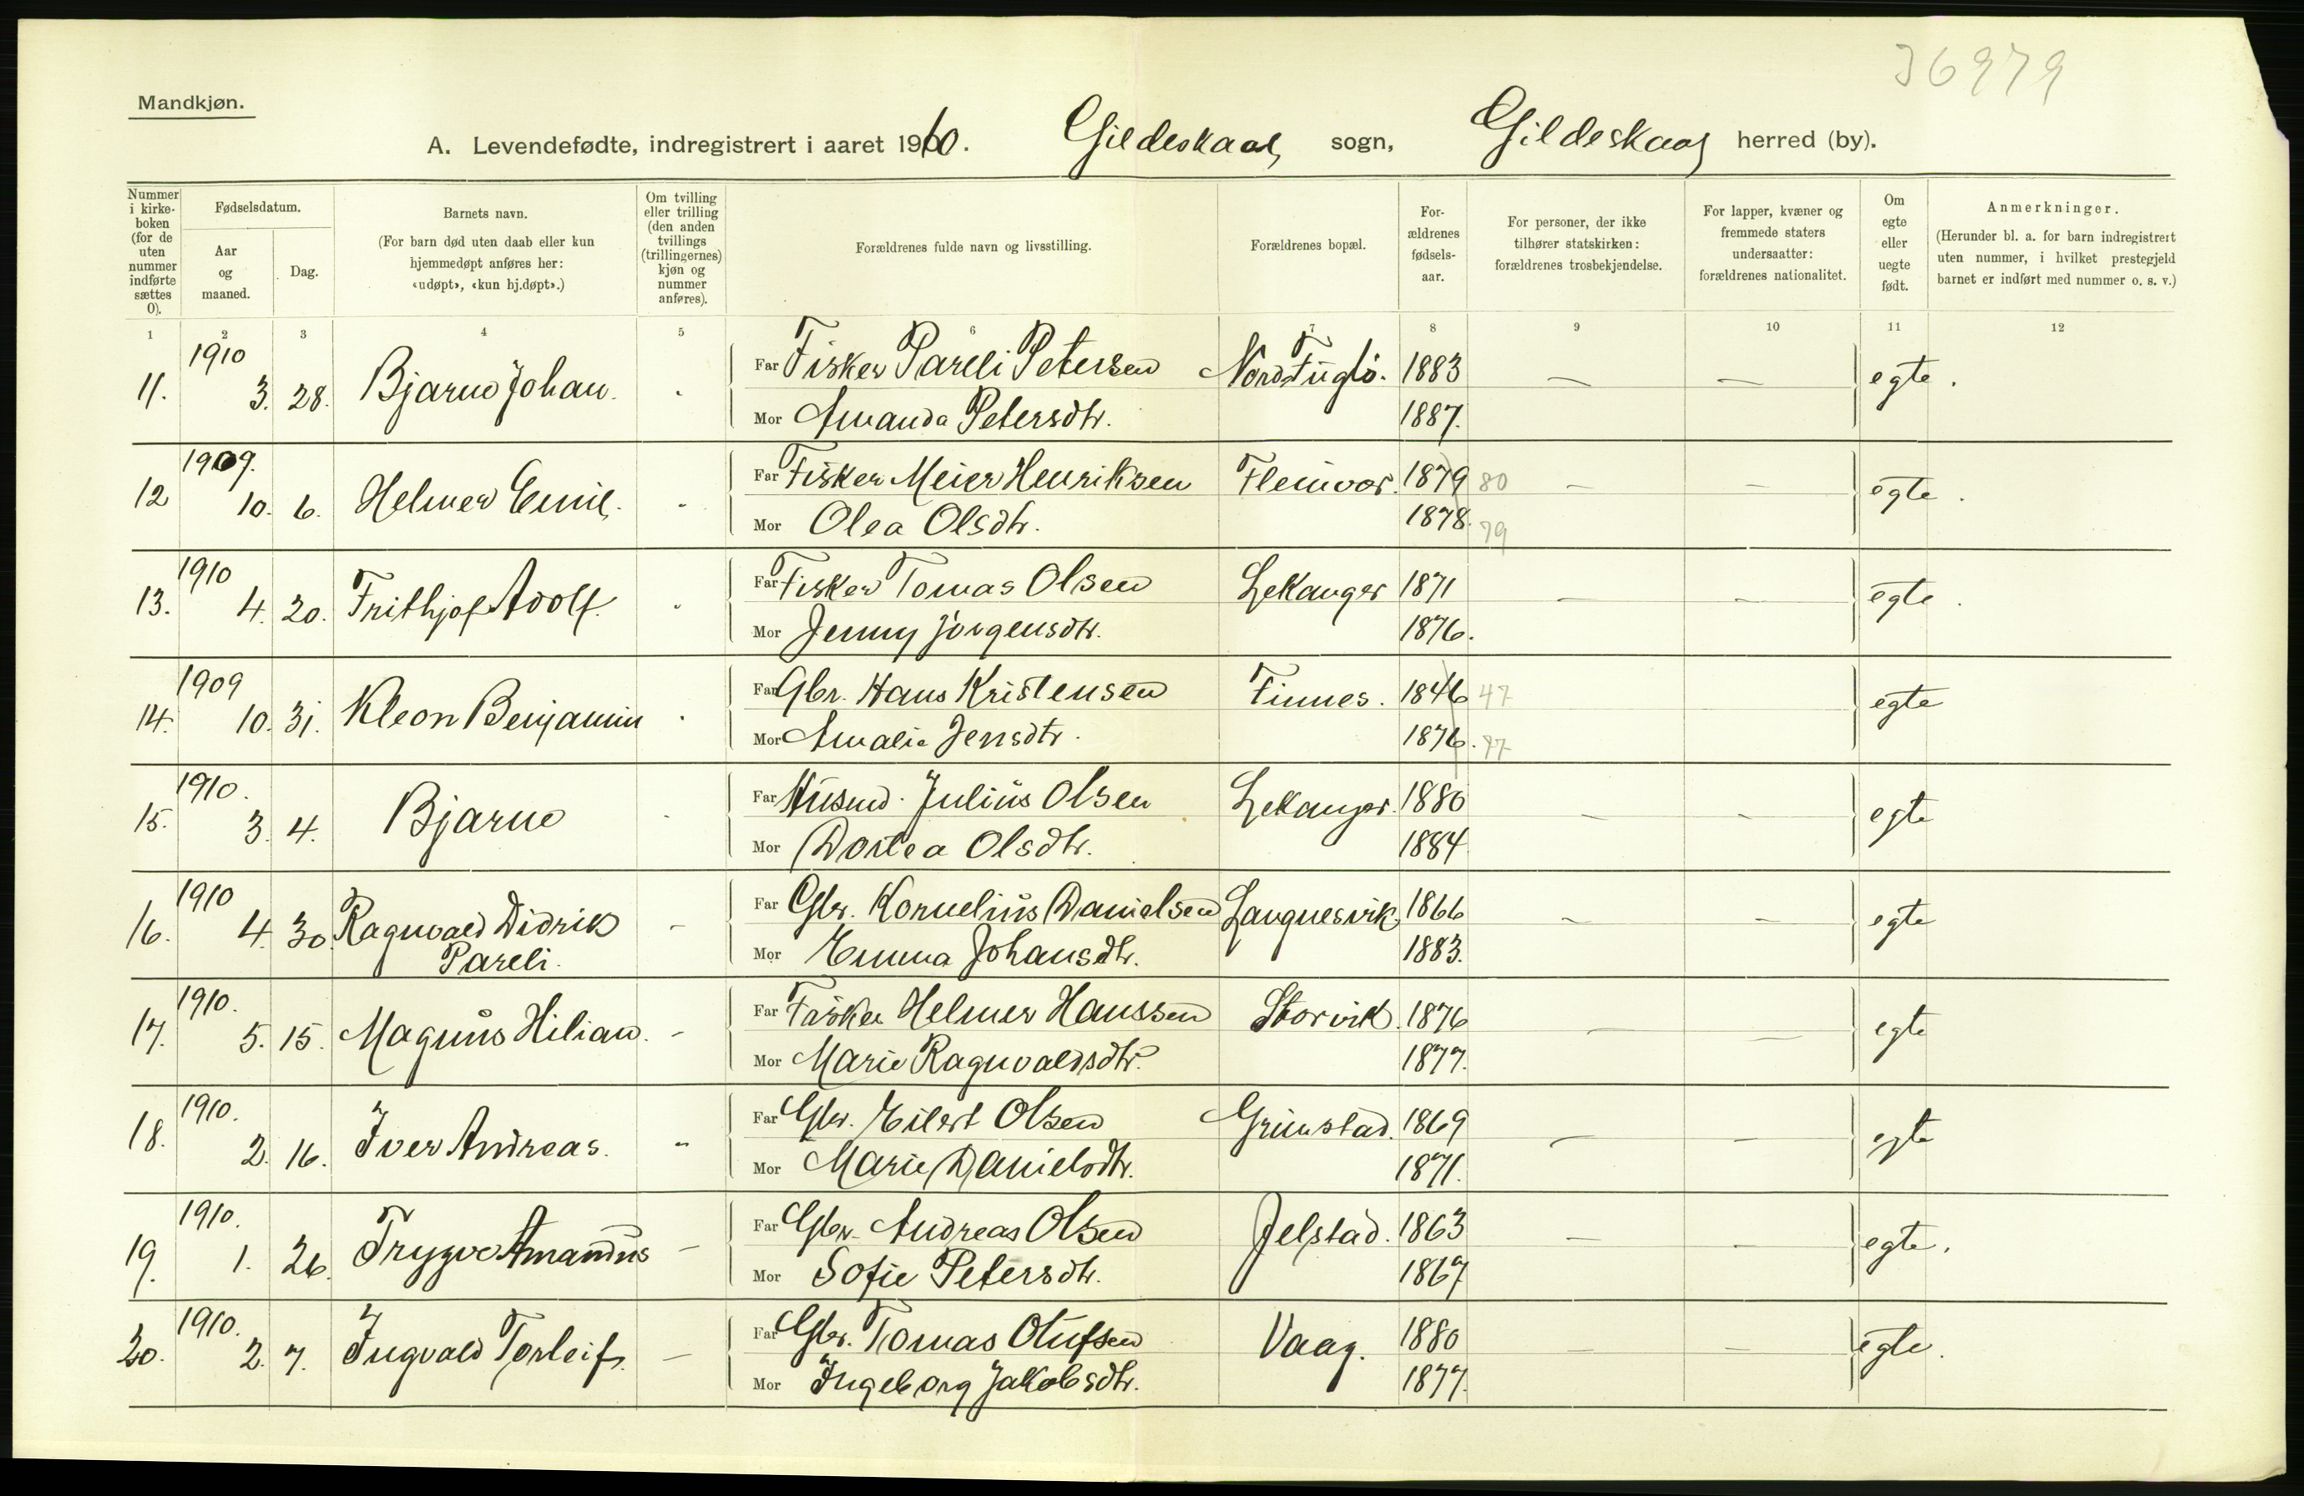 36979
Mandkjøn.
A. Levendefødte, indregistrert i aaret 1910. Gildeskaal sogn, Gildeskaal herred (by).
Nummer i kirke-boken (for de uten nummer indførte sættes 0).
Fødselsdatum.
Aar og maaned.
Dag.
Barnets navn.
(For barn død uten daab eller kun hjemmedøpt anføres her: «udøpt», «kun hj.døpt».)
Om tvilling eller trilling (den anden tvillings (trillingernes) kjøn og nummer anføres).
Forældrenes fulde navn og livsstilling.
Forældrenes bopæl.
For-ældrenes fødsels-aar.
For personer, der ikke tilhører statskirken: forældrenes trosbekjendelse.
For lapper, kvæner og fremmede staters undersaatter: forældrenes nationalitet.
Om egte eller uegte født.
Anmerkninger.
(Herunder bl. a. for barn indregistrert uten nummer, i hvilket prestegjeld barnet er indført med nummer o. s. v.)
1 2 3 4 5 6 7 8 9 10 11 12
11. 1910 3. 28. Bjarne Johan. Far Fisker Pareli Petersen Nord Fuglö. 1883 — — egte.
Mor Amanda Petersdtr. 1887.
12 1909. 10. 6. Helmer Emil. Far Fisker Meier Henriksen Fleinvær. 1879 80 — — egte.
Mor Olea Olsdtr. 1878. 79
13. 1910 4. 20. Frithjof Adolf. Far Fisker Tomas Olsen Lekanger 1871 — — egte.
Mor Jenny Jörgensdtr. 1876.
14. 1909 10. 31. Kleon Benjamin Far Gbr. Hans Kristensen Finnes. 1846 47 egte
Mor Amalie Jensdtr. 1876. 77
15. 1910. 3. 4. Bjarne Far Husmd. Julius Olsen Lekanger. 1880 — — egte
Mor Dortea Olsdtr. 1884
16. 1910 4. 30. Ragnvald Didrik Pareli. — Far Gbr. Kornelius Danielsen Langnesvik 1866 — — egte
Mor Emma Johansdtr. 1883.
17. 1910. 5. 15. Magnus Hilian. — Far Fisker Helmer Hanssen Storvik. 1876 — — egte
Mor Marie Ragnvaldsdtr. 1877.
18. 1910. 2. 16. Iver Andreas. " Far Gbr. Eilert Olsen Grimstad. 1869 — — egte
Mor Marie Danielsdtr. 1871.
19. 1910. 1. 26. Trygve Amandus — Far Gbr. Andreas Olsen Jelstad. 1863 — — egte.
Mor Sofie Petersdtr. 1867
20. 1910. 2. 7. Ingvald Torleif. — Far Gbr. Tomas Olufsen Vaag. 1880 — — egte.
Mor Ingeborg Jakobsdtr. 1877.